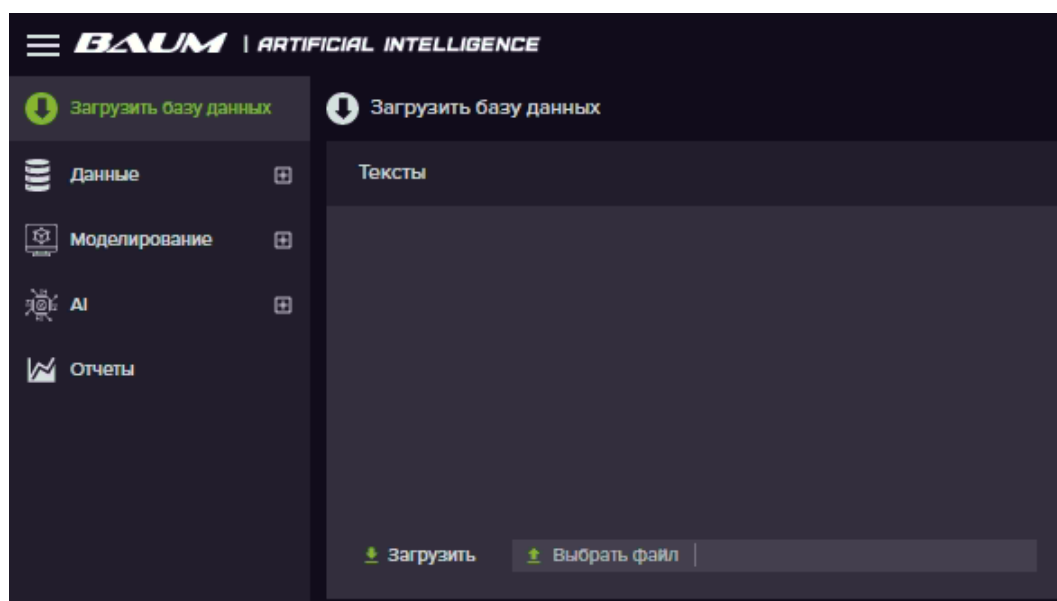 BAUM | ARTIFICIAL INTELLIGENCE
Загрузить базу данных
Данные
Моделирование
AI
Отчеты
Загрузить базу данных
Тексты
Загрузить
Выбрать файл